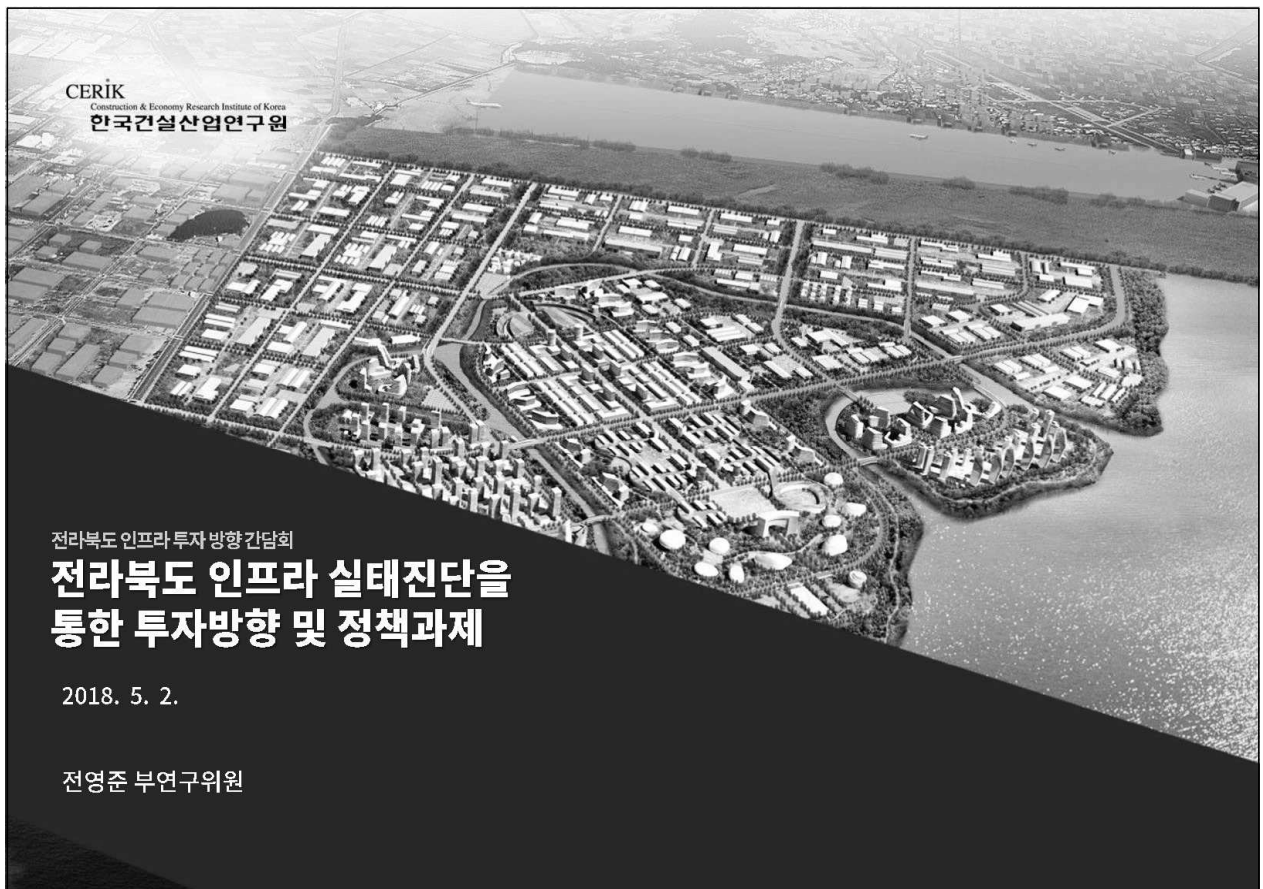 CERIK
Construction & Economy Research Institute of Korea
한국건설산업연구원
전라북도 인프라 투자 방향 간담회
전라북도 인프라 실태진단을
통한 투자방향 및 정책과제
2018. 5. 2.
전영준 부연구위원